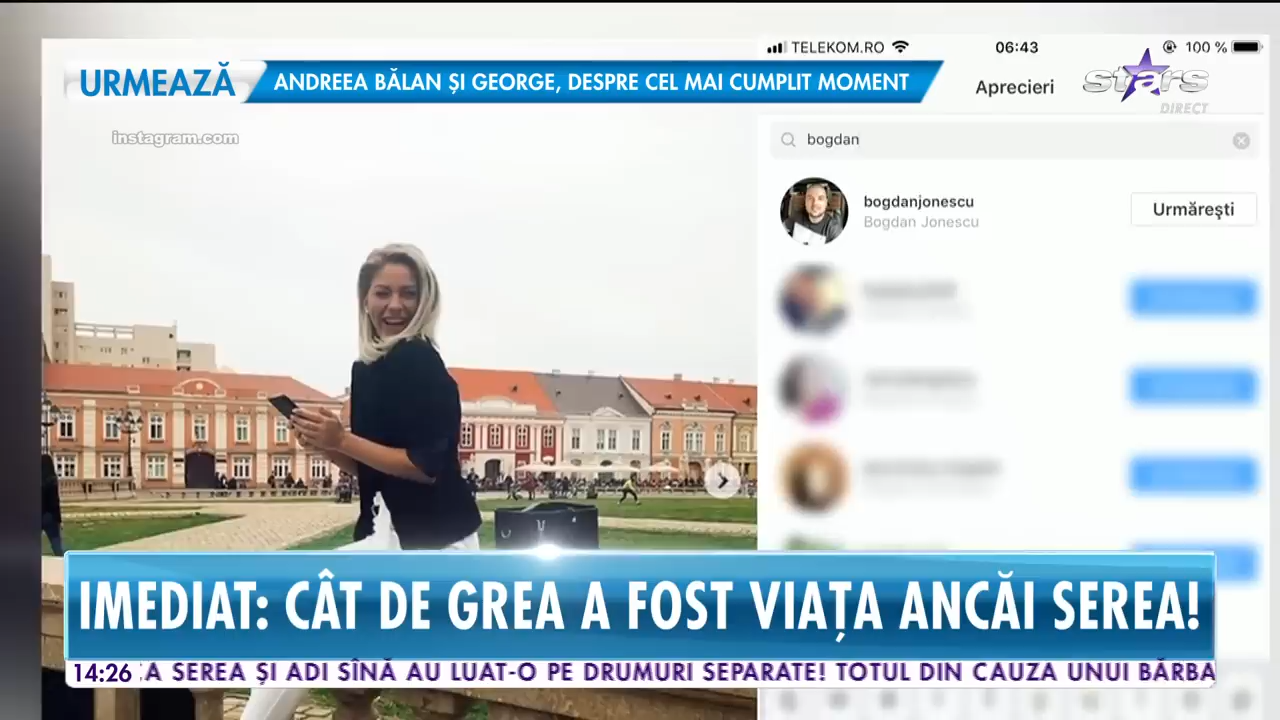 TELEKOM.RO
06:43
100 %
URMEAZĂ
ANDREEA BĂLAN ȘI GEORGE, DESPRE CEL MAI CUMPLIT MOMENT
Aprecieri
stars
DIRECT
instagram.com
bogdan
bogdanjonescu
Bogdan Jonescu
Urmărești
IMEDIAT: CÂT DE GREA A FOST VIAȚA ANCĂI SEREA!
14:26
CA SEREA ȘI ADI SÎNĂ AU LUAT-O PE DRUMURI SEPARATE! TOTUL DIN CAUZA UNUI BĂRBA